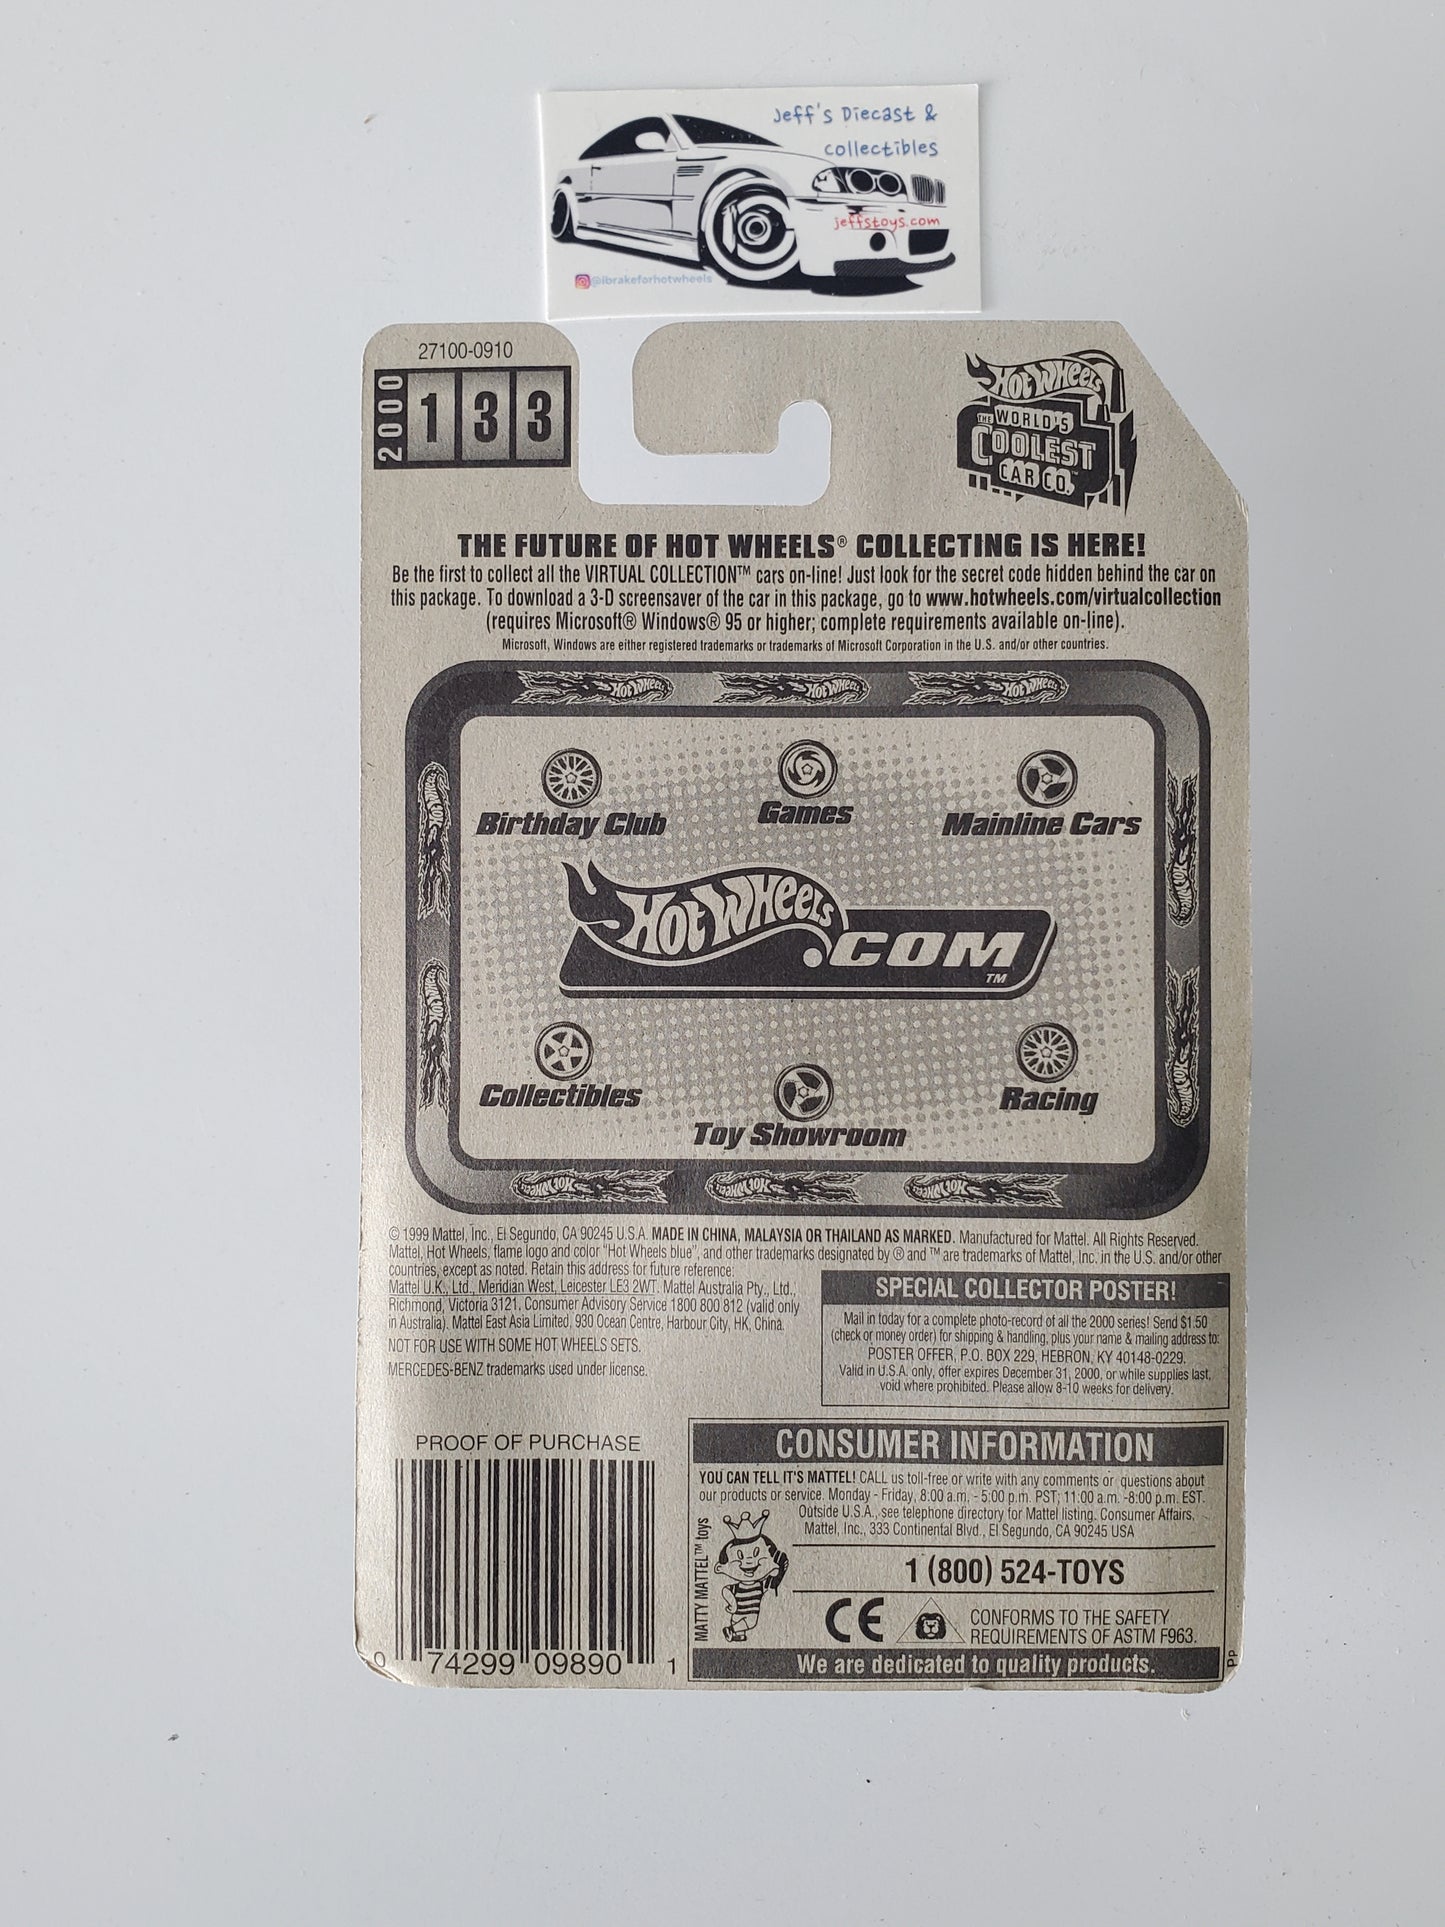 Jeff's Diecast &
collectibles
jeffstoys.com
@ibrakeforhotwheels
27100-0910
2000
133
Hot Wheels
THE WORLD'S
COOLEST
CAR CO.™
THE FUTURE OF HOT WHEELS® COLLECTING IS HERE!
Be the first to collect all the VIRTUAL COLLECTION™ cars on-line! Just look for the secret code hidden behind the car on
this package. To download a 3-D screensaver of the car in this package, go to www.hotwheels.com/virtualcollection
(requires Microsoft® Windows® 95 or higher; complete requirements available on-line).
Microsoft, Windows are either registered trademarks or trademarks of Microsoft Corporation in the U.S. and/or other countries.
Hot Wheels Hot Wheels Hot Wheels
Birthday Club
Games
Mainline Cars
Hot Wheels
.COM
™
Collectibles
Racing
Toy Showroom
Hot Wheels Hot Wheels Hot Wheels
© 1999 Mattel, Inc., El Segundo, CA 90245 U.S.A. MADE IN CHINA, MALAYSIA OR THAILAND AS MARKED. Manufactured for Mattel. All Rights Reserved.
Mattel, Hot Wheels, flame logo and color "Hot Wheels blue", and other trademarks designated by ® and ™ are trademarks of Mattel, Inc. in the U.S. and/or other
countries, except as noted. Retain this address for future reference:
Mattel U.K., Ltd., Meridian West, Leicester LE3 2WT. Mattel Australia Pty., Ltd.,
Richmond, Victoria 3121, Consumer Advisory Service 1800 800 812 (valid only
in Australia). Mattel East Asia Limited, 930 Ocean Centre, Harbour City, HK, China.
NOT FOR USE WITH SOME HOT WHEELS SETS.
MERCEDES-BENZ trademarks used under license.
SPECIAL COLLECTOR POSTER!
Mail in today for a complete photo-record of all the 2000 series! Send $1.50
(check or money order) for shipping & handling, plus your name & mailing address to:
POSTER OFFER, P.O. BOX 229, HEBRON, KY 40148-0229.
Valid in U.S.A. only, offer expires December 31, 2000, or while supplies last,
void where prohibited. Please allow 8-10 weeks for delivery.
PROOF OF PURCHASE
0 74299 09890 1
CONSUMER INFORMATION
YOU CAN TELL IT'S MATTEL! CALL us toll-free or write with any comments or questions about
our products or service. Monday - Friday, 8:00 a.m. - 5:00 p.m. PST; 11:00 a.m. -8:00 p.m. EST.
Outside U.S.A., see telephone directory for Mattel listing. Consumer Affairs,
Mattel, Inc., 333 Continental Blvd., El Segundo, CA 90245 USA
MATTY MATTEL™ toys
1 (800) 524-TOYS
CE
CONFORMS TO THE SAFETY
REQUIREMENTS OF ASTM F963.
We are dedicated to quality products.
PP